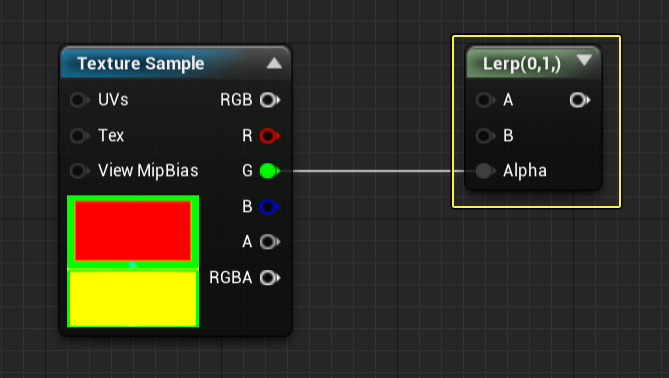 Texture Sample
UVs
RGB
Tex
R
View MipBias
G
B
A
RGBA
Lerp(0,1,)
A
B
Alpha